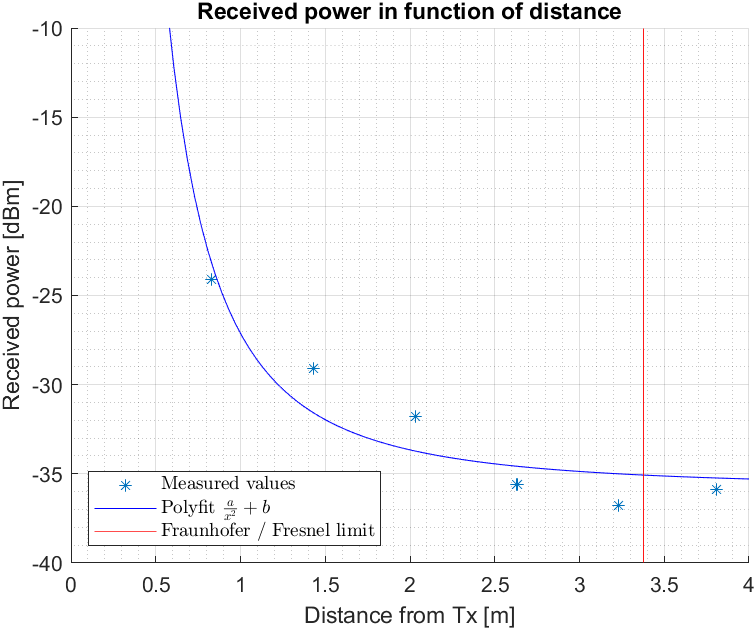 Received power in function of distance
-10
-15
-20
-25
-30
-35
-40
Received power [dBm]
Measured values
Polyfit a/x² + b
Fraunhofer / Fresnel limit
0 0.5 1 1.5 2 2.5 3 3.5 4
Distance from Tx [m]